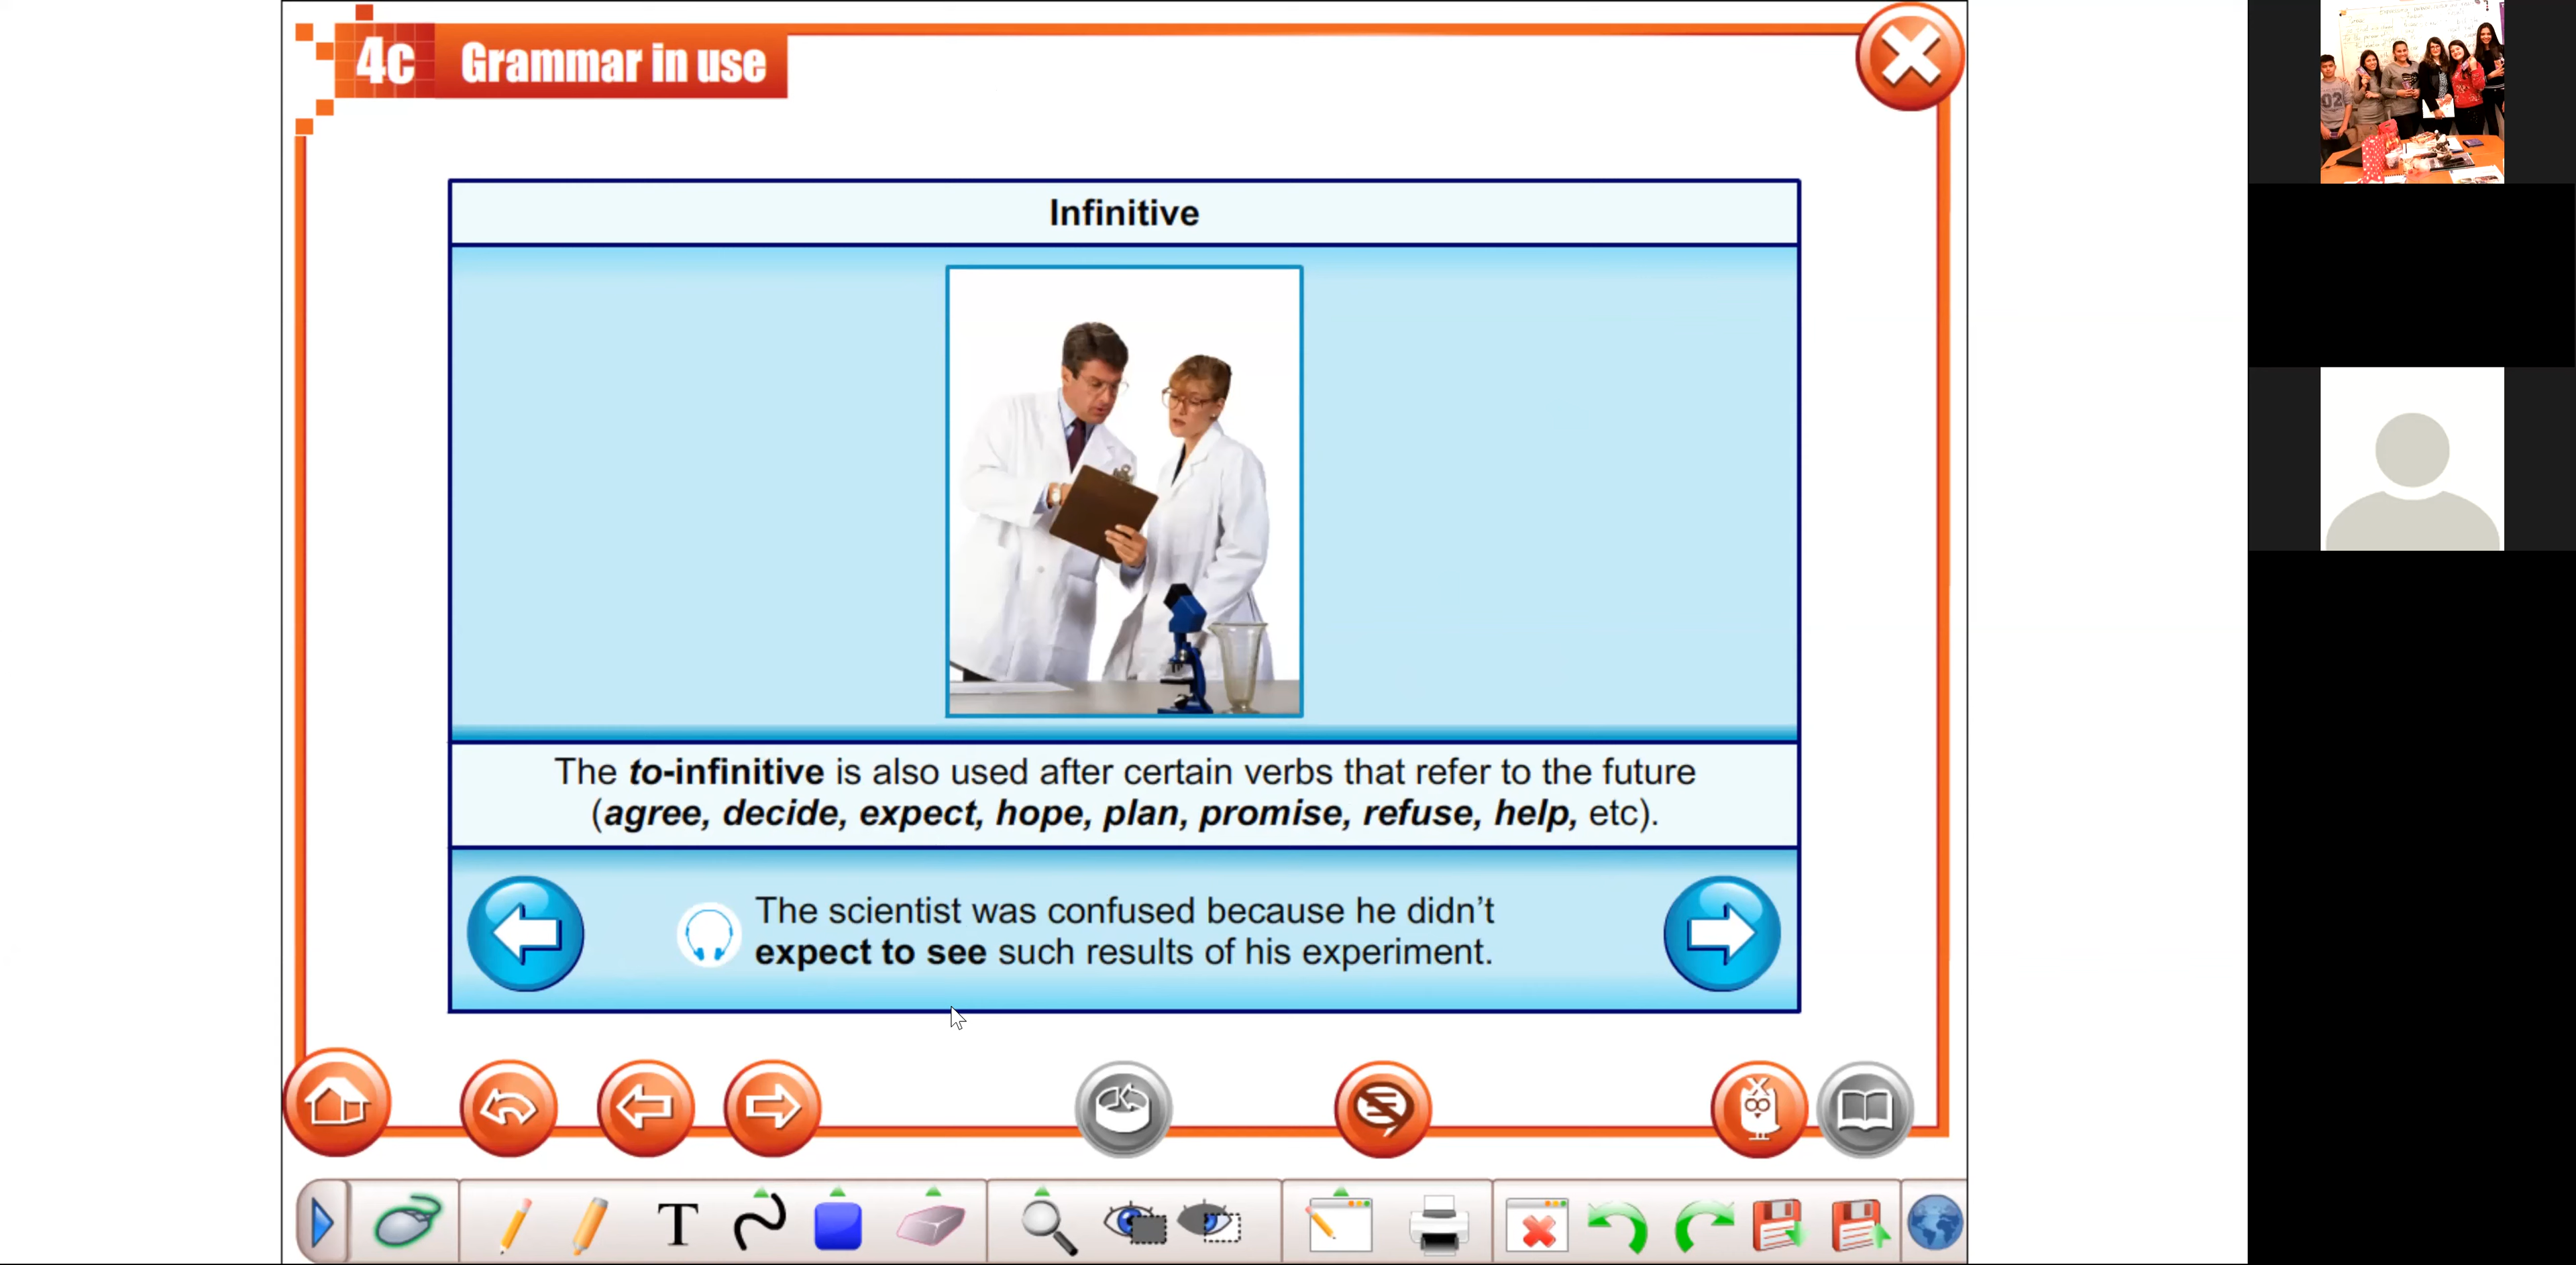 4c Grammar in use
Infinitive
The to-infinitive is also used after certain verbs that refer to the future
(agree, decide, expect, hope, plan, promise, refuse, help, etc).
The scientist was confused because he didn't
expect to see such results of his experiment.
T